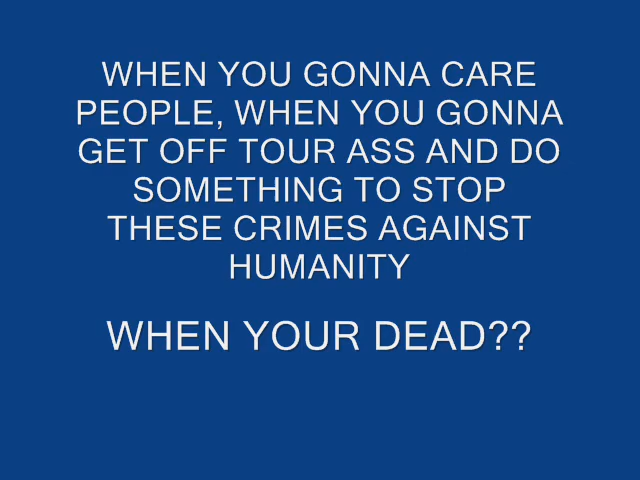 WHEN YOU GONNA CARE
PEOPLE, WHEN YOU GONNA
GET OFF TOUR ASS AND DO
SOMETHING TO STOP
THESE CRIMES AGAINST
HUMANITY
WHEN YOUR DEAD??